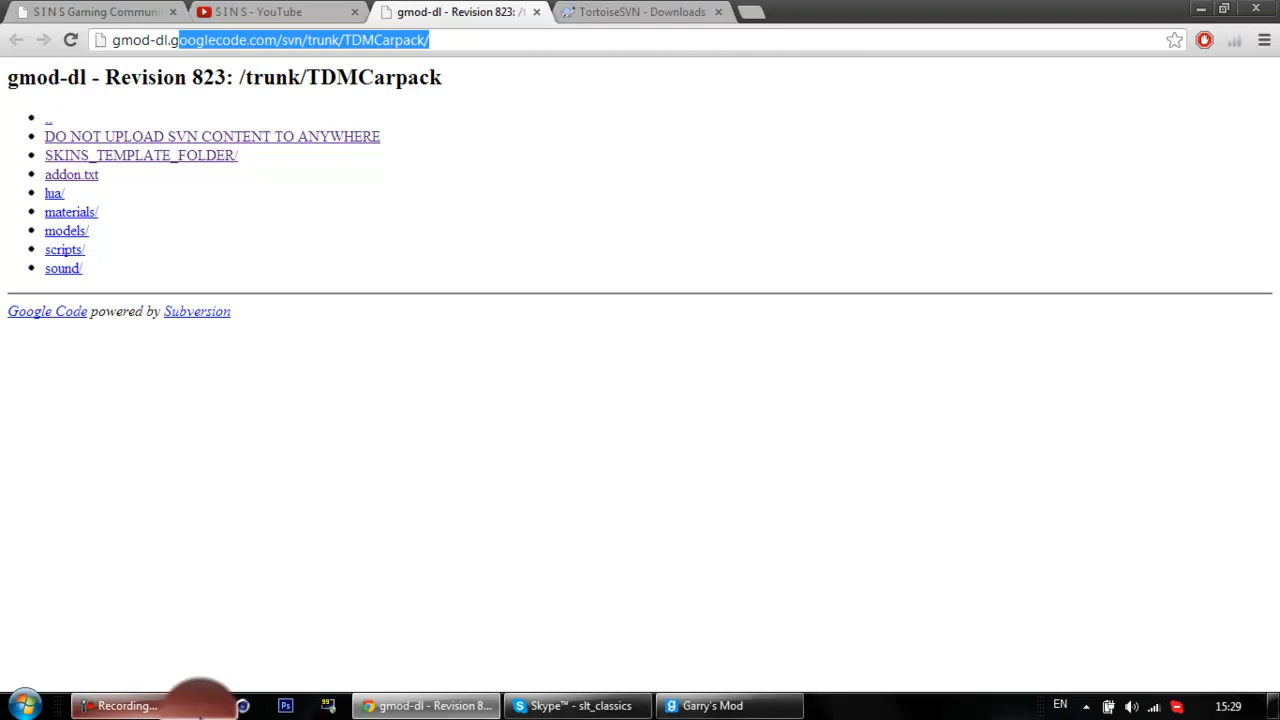 S I N S Gaming Communi
S I N S - YouTube
gmod-dl - Revision 823: /t
TortoiseSVN - Downloads
gmod-dl.googlecode.com/svn/trunk/TDMCarpack/
gmod-dl - Revision 823: /trunk/TDMCarpack
..
DO NOT UPLOAD SVN CONTENT TO ANYWHERE
SKINS_TEMPLATE_FOLDER/
addon.txt
lua/
materials/
models/
scripts/
sound/
Google Code powered by Subversion
Recording...
Ps
99
gmod-dl - Revision 8...
Skype™ - slt_classics
Garry's Mod
EN
15:29